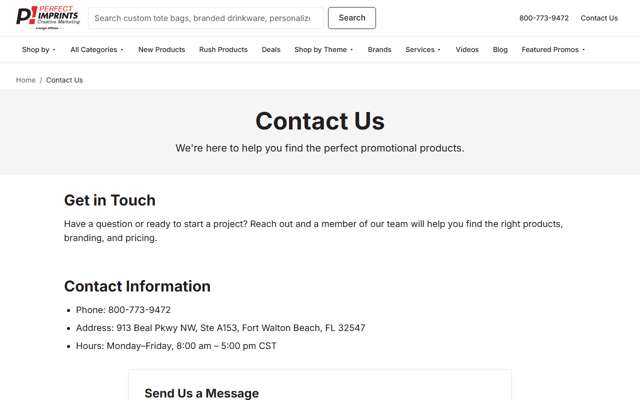 PERFECT
IMPRINTS
Creative Marketing
Search custom tote bags, branded drinkware, personaliz
Search
800-773-9472
Contact Us
Shop by
All Categories
New Products
Rush Products
Deals
Shop by Theme
Brands
Services
Videos
Blog
Featured Promos
Home / Contact Us
Contact Us
We're here to help you find the perfect promotional products.
Get in Touch
Have a question or ready to start a project? Reach out and a member of our team will help you find the right products,
branding, and pricing.
Contact Information
• Phone: 800-773-9472
• Address: 913 Beal Pkwy NW, Ste A153, Fort Walton Beach, FL 32547
• Hours: Monday–Friday, 8:00 am – 5:00 pm CST
Send Us a Message